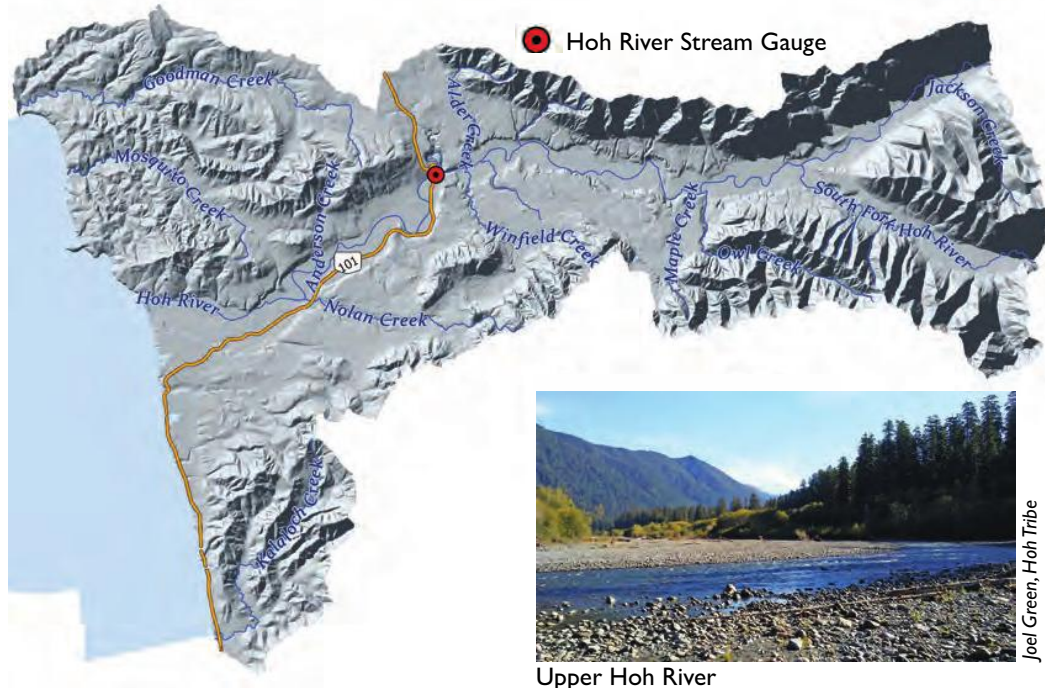 Hoh River Stream Gauge
Goodman Creek
Alder Creek
Jackson Creek
Mosquito Creek
Anderson Creek
Winfield Creek
Maple Creek
South Fork Hoh River
Owl Creek
101
Hoh River
Nolan Creek
Kalaloch Creek
Joel Green, Hoh Tribe
Upper Hoh River